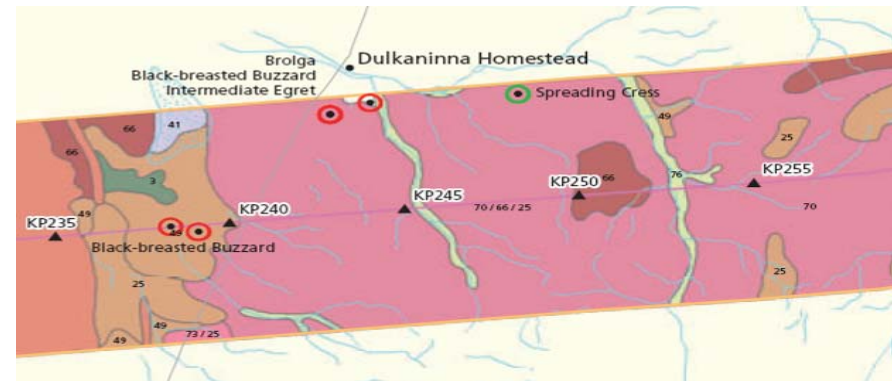 Brolga
Black-breasted Buzzard
Intermediate Egret
Dulkaninna Homestead
Spreading Cress
66
66
41
49
25
3
76
66
KP255
KP250
KP245
70 / 66 / 25
70
49
KP240
KP235
49
Black-breasted Buzzard
25
25
49
73 / 25
49